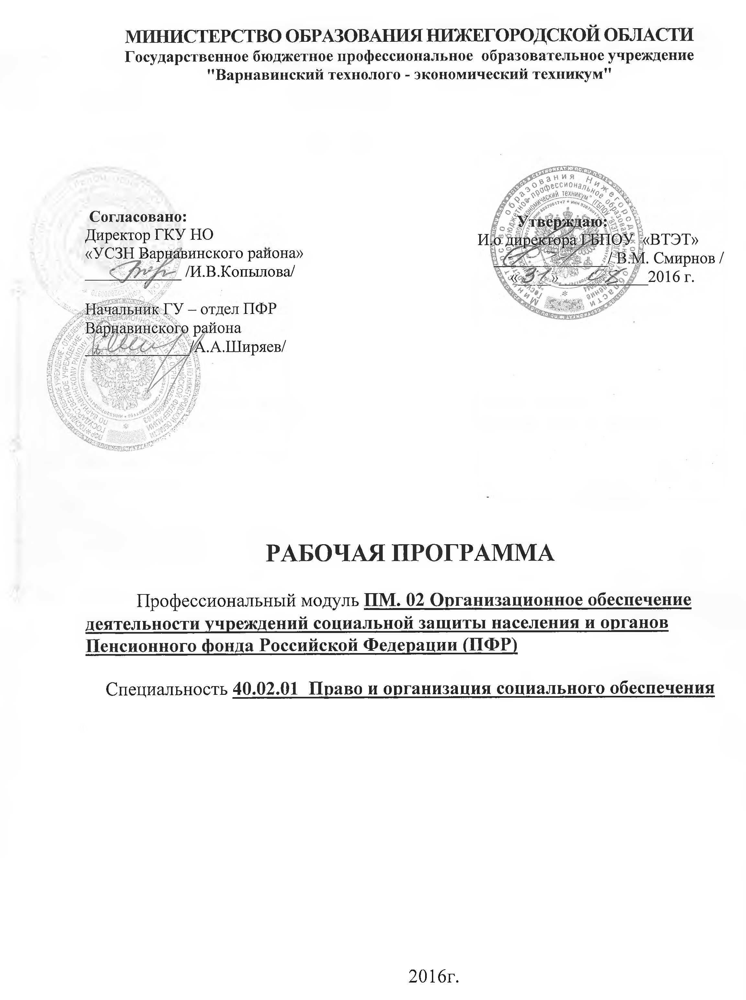 МИНИСТЕРСТВО ОБРАЗОВАНИЯ НИЖЕГОРОДСКОЙ ОБЛАСТИ
Государственное бюджетное профессиональное образовательное учреждение
"Варнавинский технолого - экономический техникум"
Согласовано:
Директор ГКУ НО
«УСЗН Варнавинского района»
/И.В.Копылова/
Начальник ГУ – отдел ПФР
Варнавинского района
/А.А.Ширяев/
Утверждаю:
И.о директора ГБПОУ «ВТЭТ»
/ В.М. Смирнов /
«31» 08 2016 г.
РАБОЧАЯ ПРОГРАММА
Профессиональный модуль ПМ. 02 Организационное обеспечение
деятельности учреждений социальной защиты населения и органов
Пенсионного фонда Российской Федерации (ПФР)
Специальность 40.02.01 Право и организация социального обеспечения
2016г.